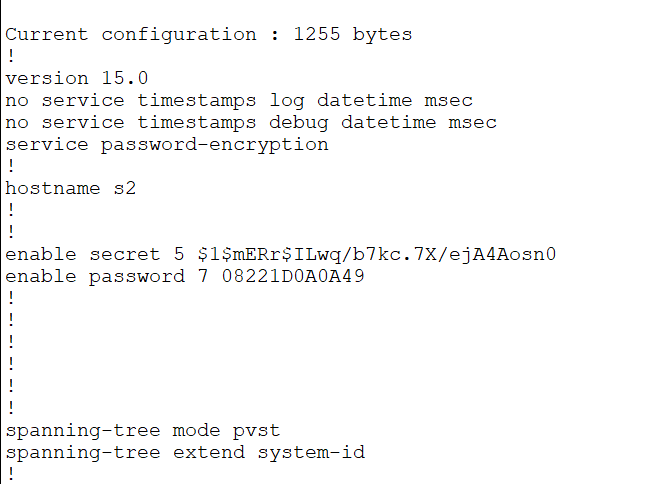 Current configuration : 1255 bytes
!
version 15.0
no service timestamps log datetime msec
no service timestamps debug datetime msec
service password-encryption
!
hostname s2
!
!
enable secret 5 $1$mERr$ILwq/b7kc.7X/ejA4Aosn0
enable password 7 08221D0A0A49
!
!
!
!
!
!
spanning-tree mode pvst
spanning-tree extend system-id
!